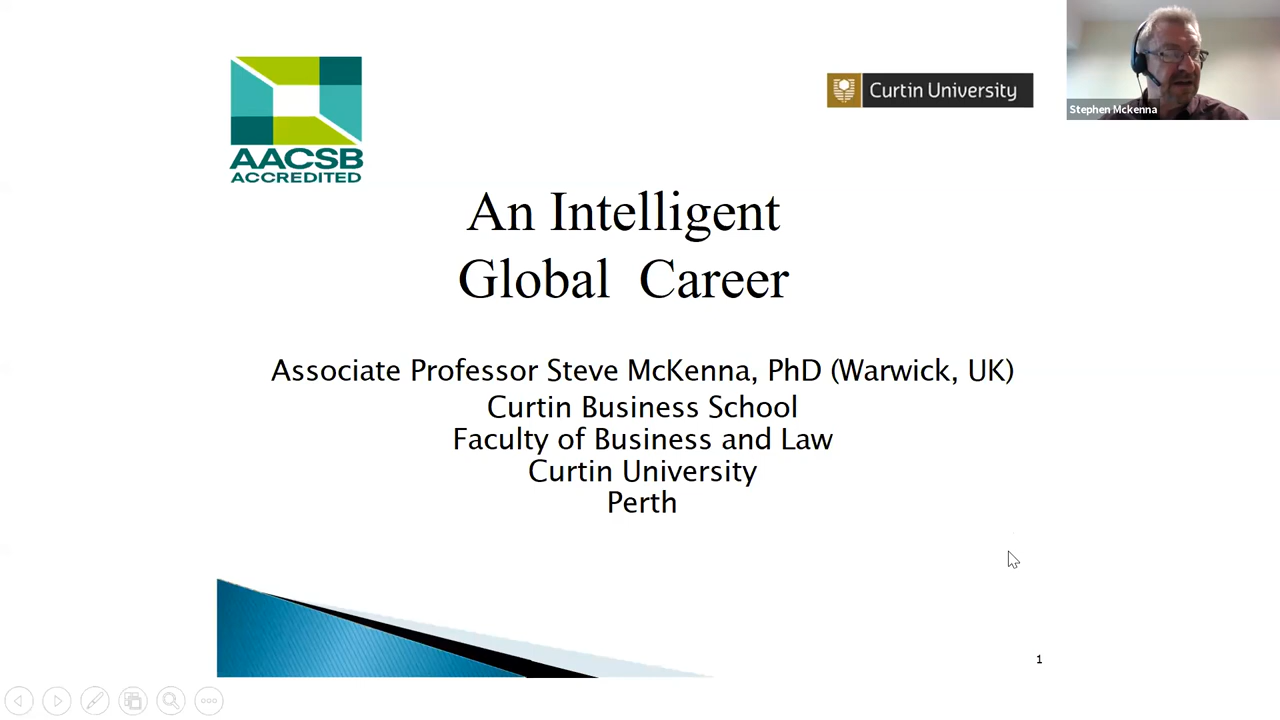 AACSB
ACCREDITED
Curtin University
Stephen Mckenna
An Intelligent
Global Career
Associate Professor Steve McKenna, PhD (Warwick, UK)
Curtin Business School
Faculty of Business and Law
Curtin University
Perth
1